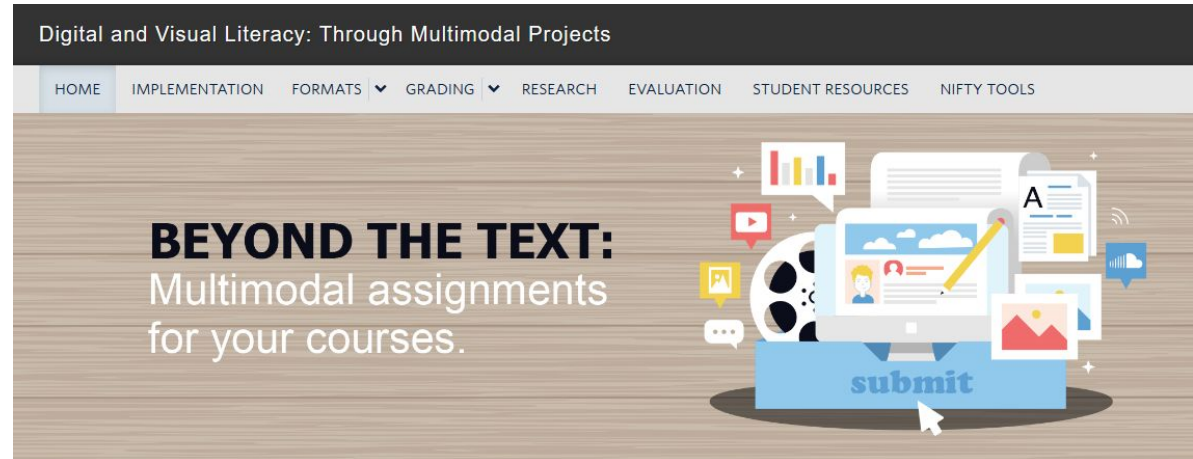 Digital and Visual Literacy: Through Multimodal Projects
HOME IMPLEMENTATION FORMATS GRADING RESEARCH EVALUATION STUDENT RESOURCES NIFTY TOOLS
BEYOND THE TEXT:
Multimodal assignments
for your courses.
A
submit